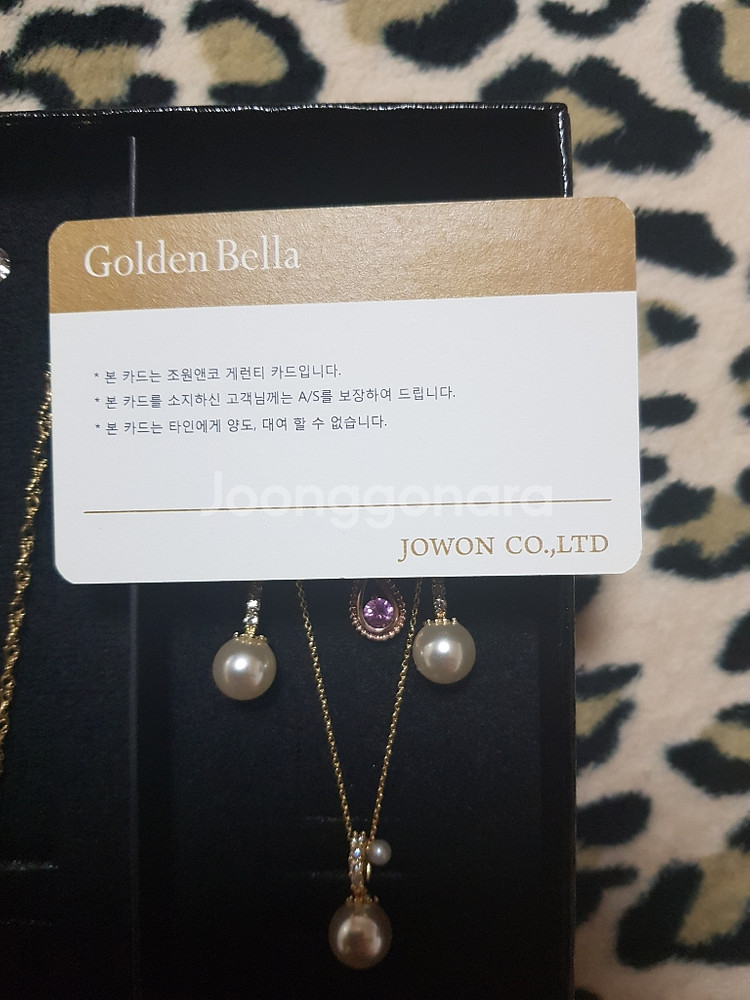 Golden Bella
* 본 카드는 조원앤코 게런티 카드입니다.
* 본 카드를 소지하신 고객님께는 A/S를 보장하여 드립니다.
* 본 카드는 타인에게 양도, 대여 할 수 없습니다.
Joonggonara
JOWON CO.,LTD